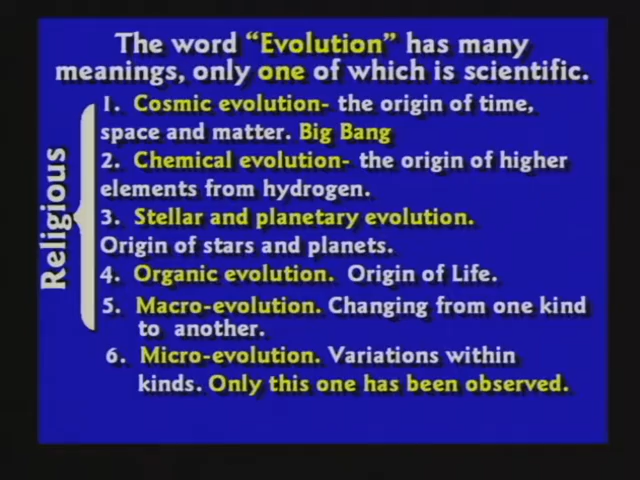 The word “Evolution” has many
meanings, only one of which is scientific.
Religious
1. Cosmic evolution- the origin of time,
space and matter. Big Bang
2. Chemical evolution- the origin of higher
elements from hydrogen.
3. Stellar and planetary evolution.
Origin of stars and planets.
4. Organic evolution. Origin of Life.
5. Macro-evolution. Changing from one kind
to another.
6. Micro-evolution. Variations within
kinds. Only this one has been observed.